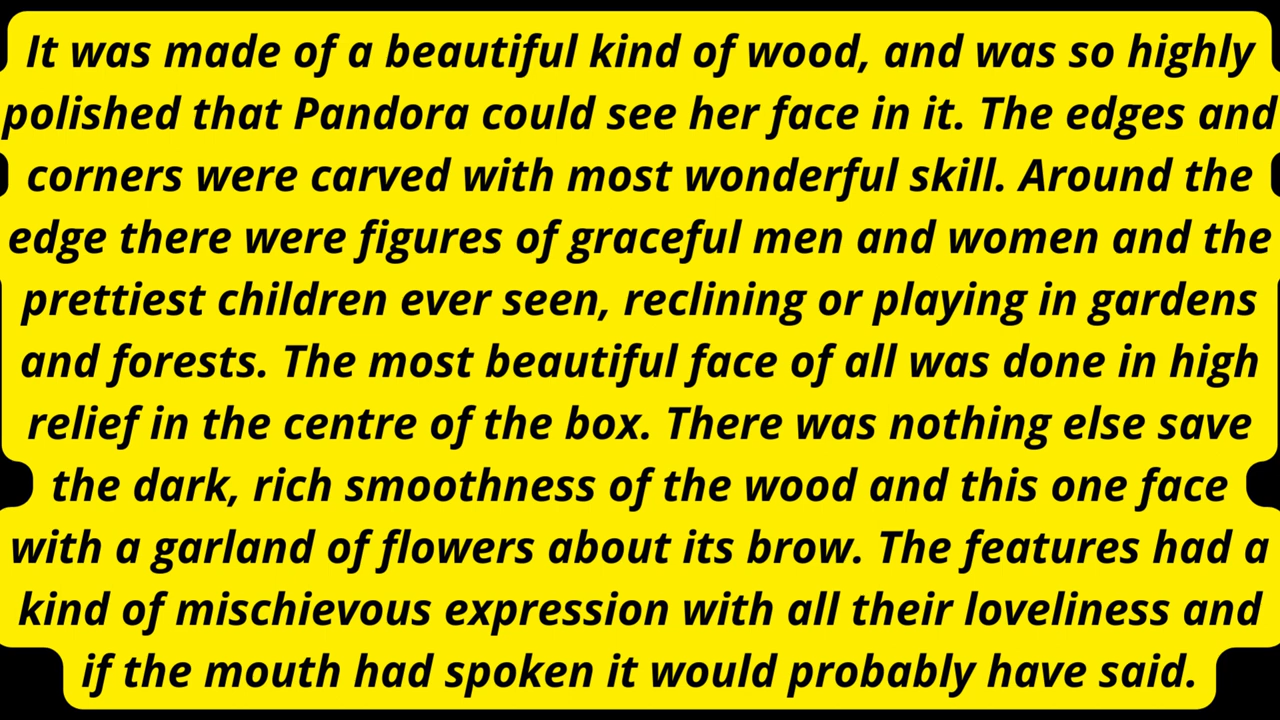 It was made of a beautiful kind of wood, and was so highly
polished that Pandora could see her face in it. The edges and
corners were carved with most wonderful skill. Around the
edge there were figures of graceful men and women and the
prettiest children ever seen, reclining or playing in gardens
and forests. The most beautiful face of all was done in high
relief in the centre of the box. There was nothing else save
the dark, rich smoothness of the wood and this one face
with a garland of flowers about its brow. The features had a
kind of mischievous expression with all their loveliness and
if the mouth had spoken it would probably have said.